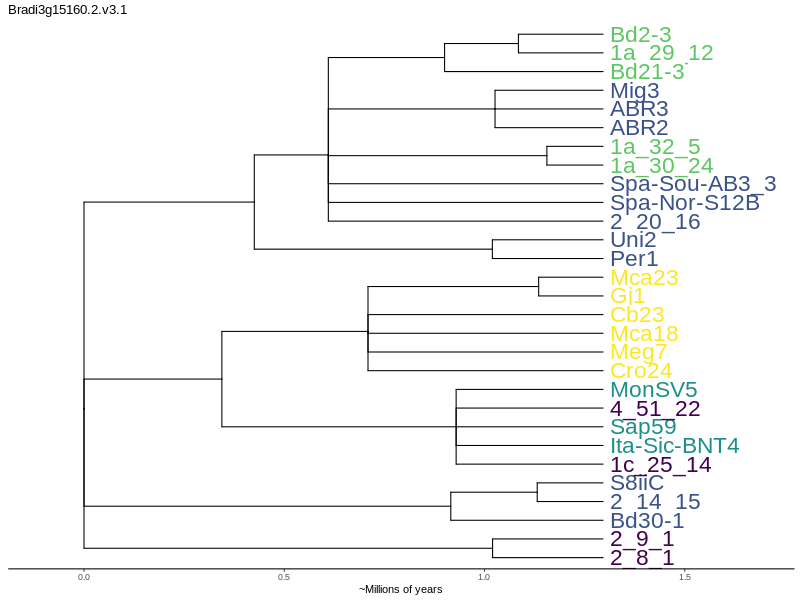 Bradi3g15160.2.v3.1
Bd2-3
1a_29_12
Bd21-3
Mig3
ABR3
ABR2
1a_32_5
1a_30_24
Spa-Sou-AB3_3
Spa-Nor-S12B
2_20_16
Uni2
Per1
Mca23
Gj1
Cb23
Mca18
Meg7
Cro24
MonSV5
4_51_22
Sap59
Ita-Sic-BNT4
1c_25_14
S8iiC
2_14_15
Bd30-1
2_9_1
2_8_1
0.0 0.5 1.0 1.5
~Millions of years